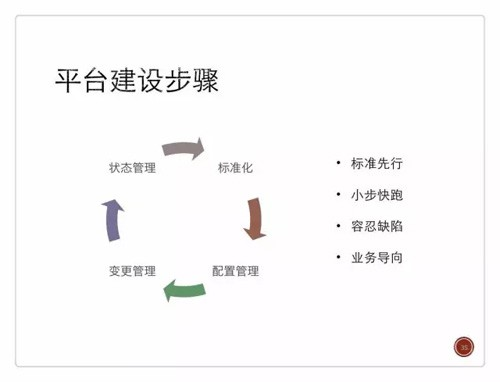 平台建设步骤
状态管理
标准化
变更管理
配置管理
• 标准先行
• 小步快跑
• 容忍缺陷
• 业务导向
35